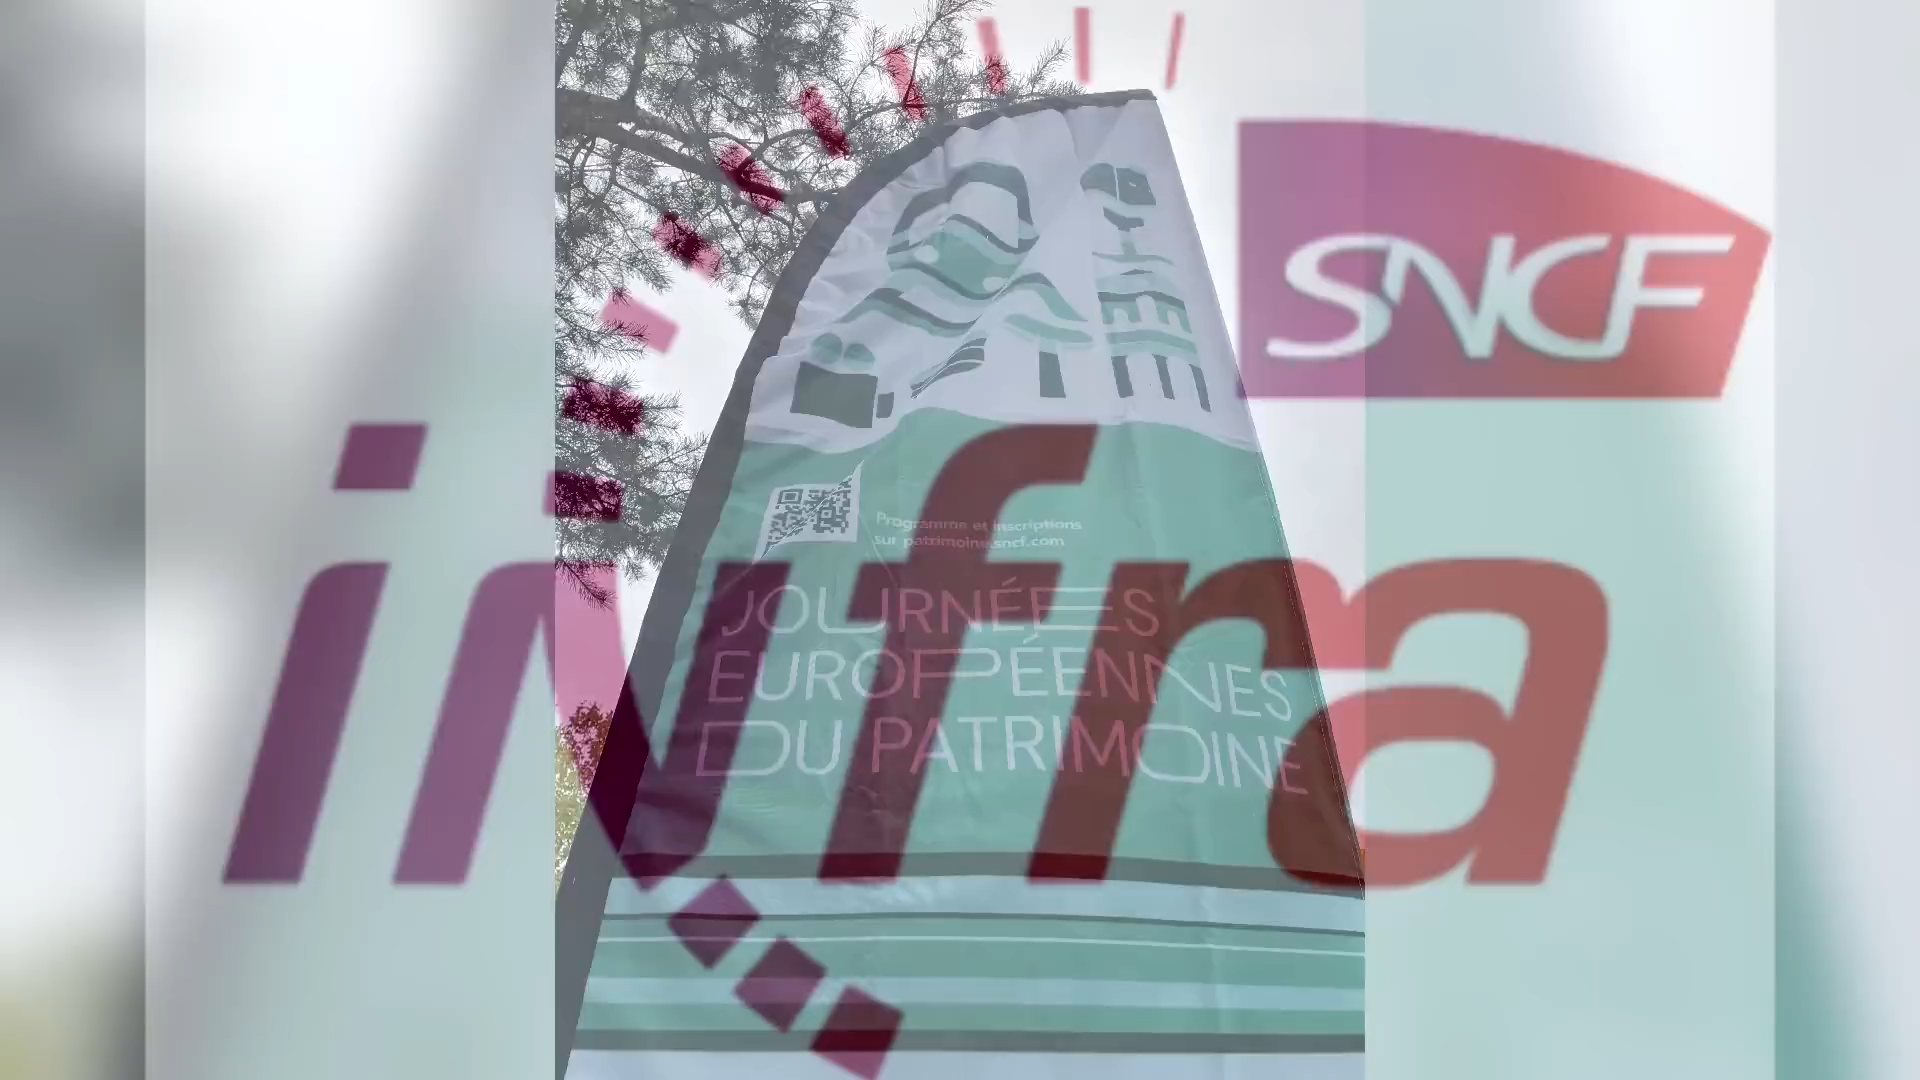 SNCF
infra
Programme et inscriptions
sur patrimoine.sncf.com
JOURNÉES
EUROPÉENNES
DU PATRIMOINE